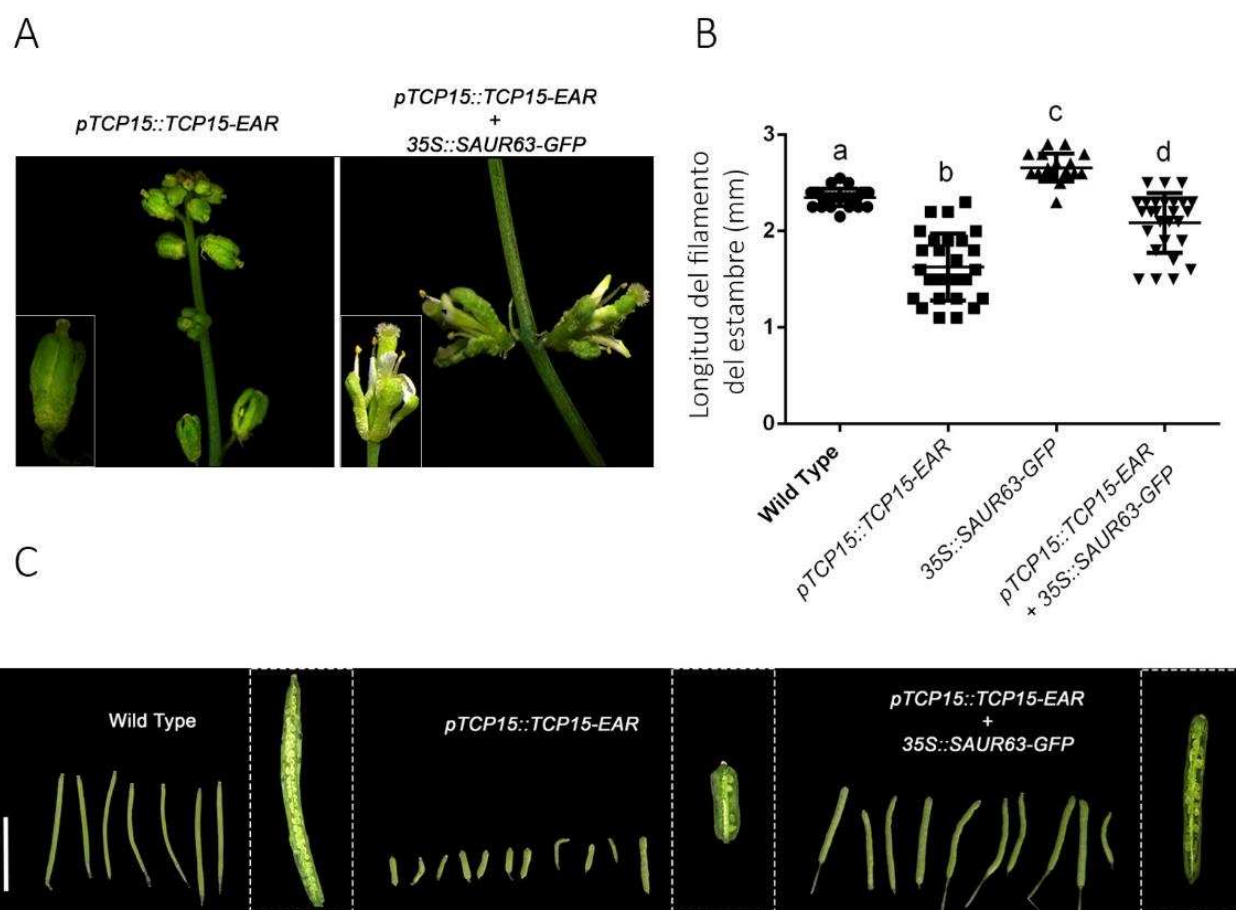 A
pTCP15::TCP15-EAR
pTCP15::TCP15-EAR
+
35S::SAUR63-GFP
B
Longitud del filamento
del estambre (mm)
3
2
1
0
a
b
c
d
Wild Type
pTCP15::TCP15-EAR
35S::SAUR63-GFP
pTCP15::TCP15-EAR
+ 35S::SAUR63-GFP
C
Wild Type
pTCP15::TCP15-EAR
pTCP15::TCP15-EAR
+
35S::SAUR63-GFP